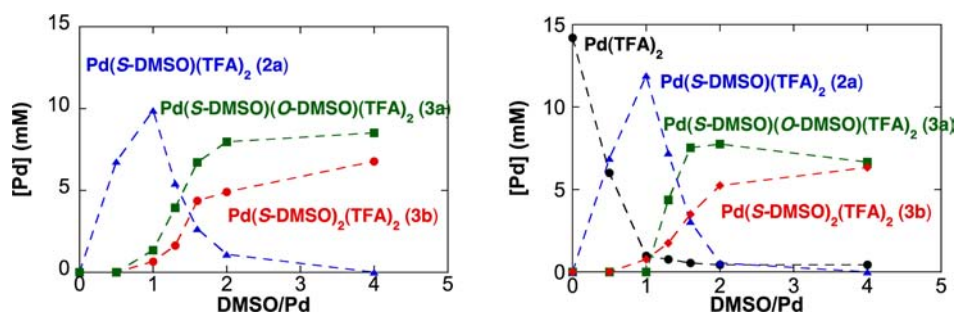 15
10
5
0
[Pd] (mM)
Pd(S-DMSO)(TFA)₂ (2a)
Pd(S-DMSO)(O-DMSO)(TFA)₂ (3a)
Pd(S-DMSO)₂(TFA)₂ (3b)
0 1 2 3 4 5
DMSO/Pd
15
10
5
0
[Pd] (mM)
Pd(TFA)₂
Pd(S-DMSO)(TFA)₂ (2a)
Pd(S-DMSO)(O-DMSO)(TFA)₂ (3a)
Pd(S-DMSO)₂(TFA)₂ (3b)
0 1 2 3 4 5
DMSO/Pd